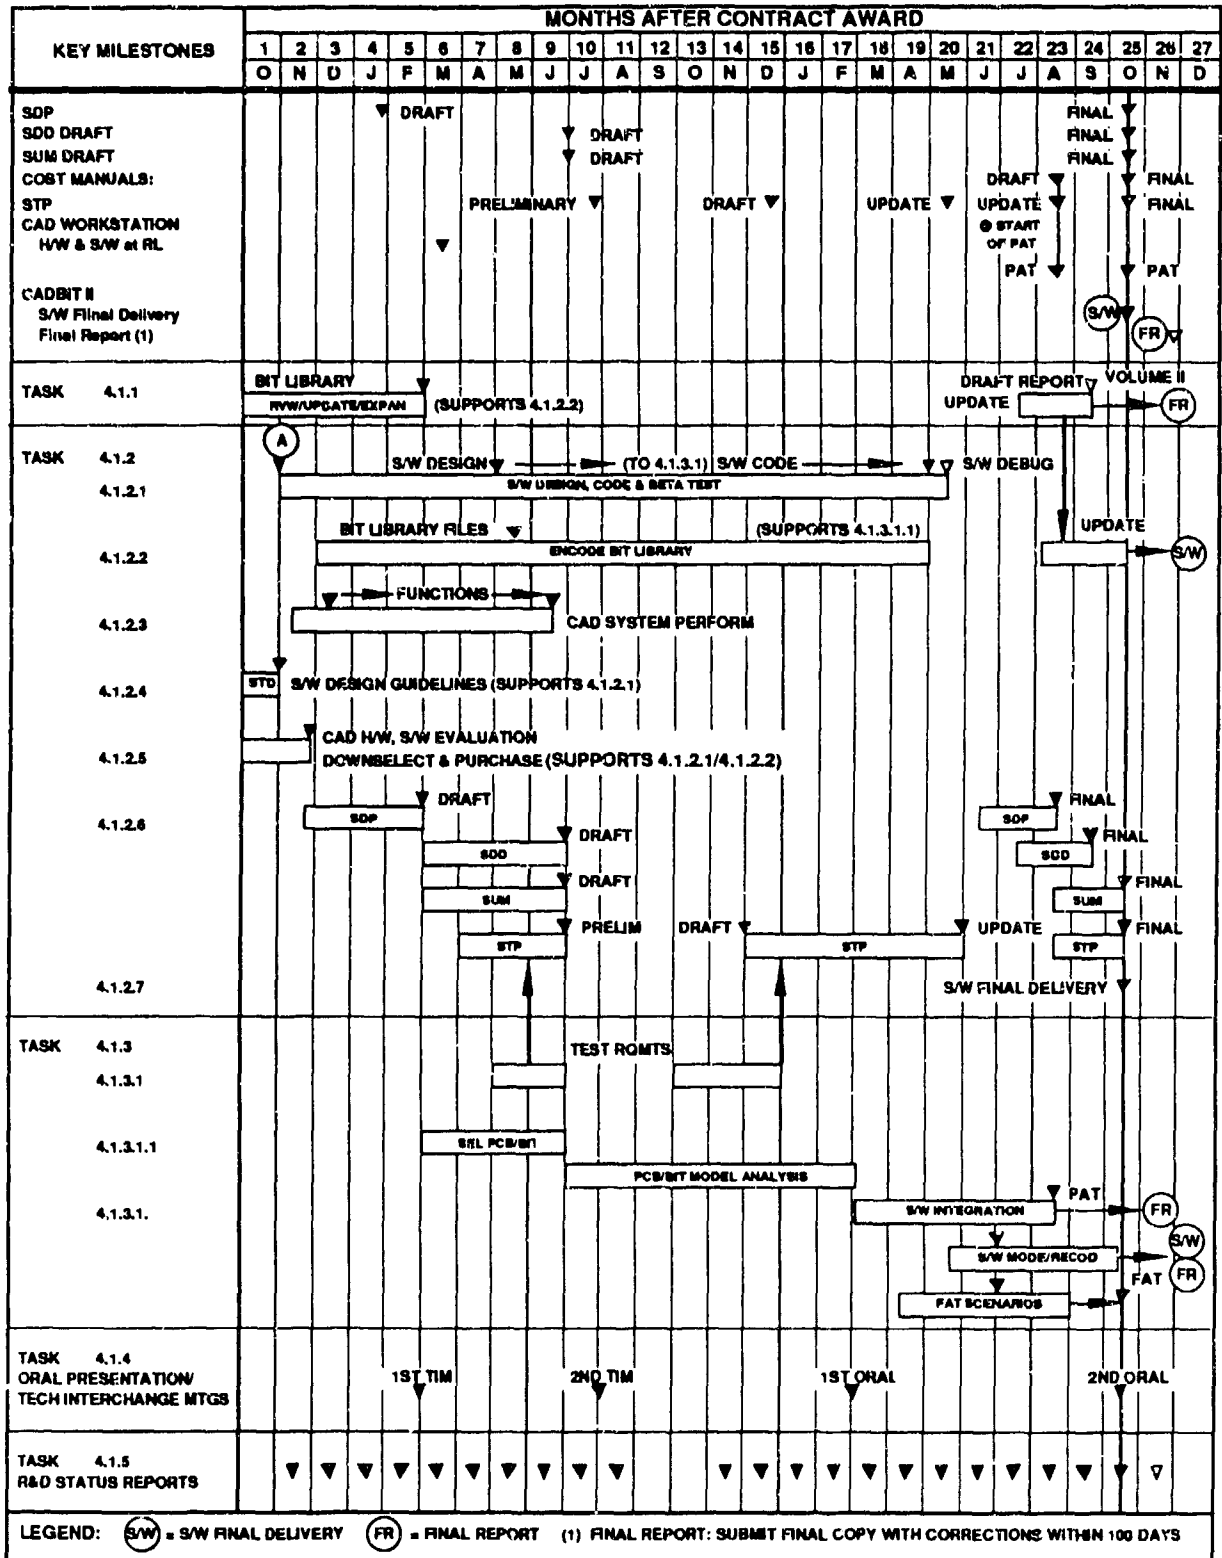 MONTHS AFTER CONTRACT AWARD
KEY MILESTONES
1 2 3 4 5 6 7 8 9 10 11 12 13 14 15 16 17 18 19 20 21 22 23 24 25 26 27
O N D J F M A M J J A S O N D J F M A M J J A S O N D
SDP DRAFT FINAL
SDD DRAFT DRAFT FINAL
SUM DRAFT DRAFT FINAL
COST MANUALS: DRAFT FINAL
STP PRELIMINARY DRAFT UPDATE UPDATE FINAL
CAD WORKSTATION @ START
H/W & S/W at RL OF PAT
PAT PAT
CADBIT II
S/W Fiinal Delivery S/W
Final Report (1) FR
TASK 4.1.1 BIT LIBRARY DRAFT REPORT VOLUME II
RVW/UPDATE/EXPAN (SUPPORTS 4.1.2.2) UPDATE FR
A
TASK 4.1.2 S/W DESIGN (TO 4.1.3.1) S/W CODE S/W DEBUG
4.1.2.1 S/W DESIGN, CODE & BETA TEST
BIT LIBRARY FILES (SUPPORTS 4.1.3.1.1) UPDATE
4.1.2.2 ENCODE BIT LIBRARY S/W
FUNCTIONS
4.1.2.3 CAD SYSTEM PERFORM
4.1.2.4 STD S/W DESIGN GUIDELINES (SUPPORTS 4.1.2.1)
CAD H/W, S/W EVALUATION
4.1.2.5 DOWNSELECT & PURCHASE (SUPPORTS 4.1.2.1/4.1.2.2)
DRAFT FINAL
4.1.2.6 SDP SDP
DRAFT FINAL
SDD SDD
DRAFT FINAL
SUM SUM
PRELIM DRAFT UPDATE FINAL
STP STP STP
4.1.2.7 S/W FINAL DELIVERY
TASK 4.1.3 TEST RQMTS
4.1.3.1
4.1.3.1.1 SEL PCB/BIT
PCB/BIT MODEL ANALYSIS
PAT
4.1.3.1. S/W INTEGRATION FR
S/W
S/W MODE/RECOD
FAT FR
FAT SCENARIOS
TASK 4.1.4
ORAL PRESENTATION/ 1ST TIM 2ND TIM 1ST ORAL 2ND ORAL
TECH INTERCHANGE MTGS
TASK 4.1.5
R&D STATUS REPORTS
LEGEND: S/W = S/W FINAL DELIVERY FR = FINAL REPORT (1) FINAL REPORT: SUBMIT FINAL COPY WITH CORRECTIONS WITHIN 100 DAYS